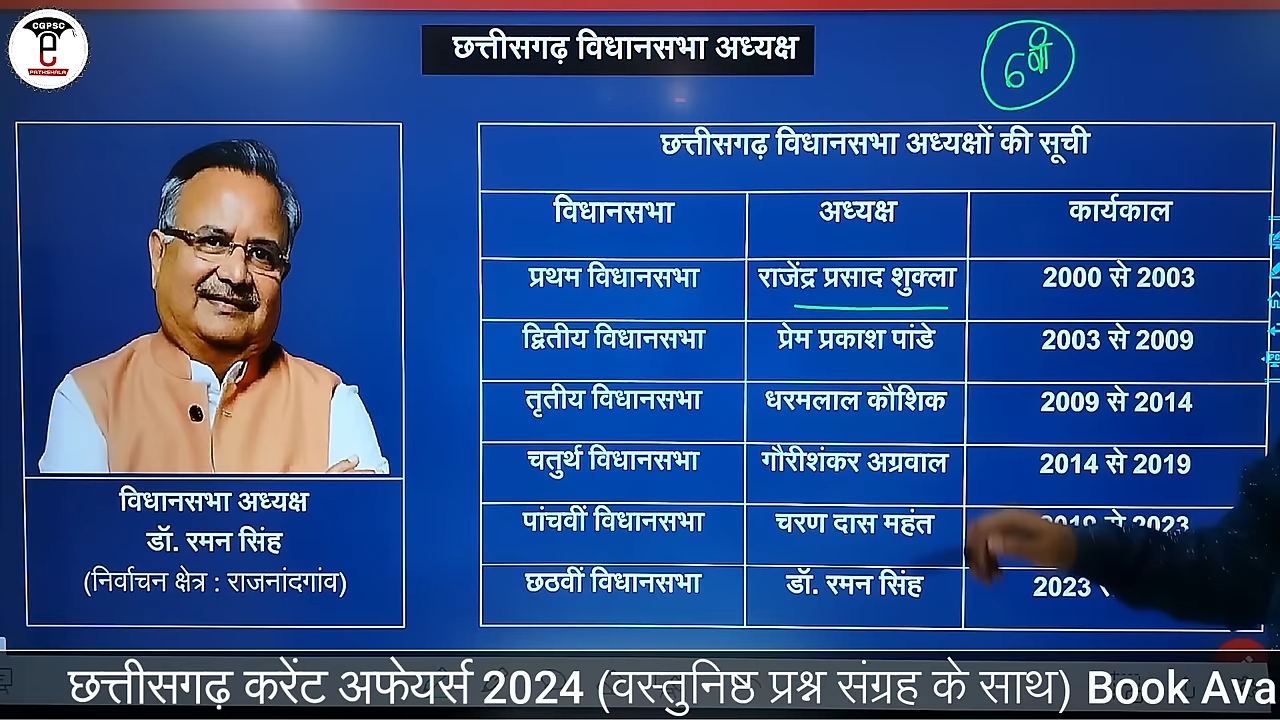 CGPSC
e
PATHSHALA
छत्तीसगढ़ विधानसभा अध्यक्ष
6वी
छत्तीसगढ़ विधानसभा अध्यक्षों की सूची
विधानसभा अध्यक्ष कार्यकाल
प्रथम विधानसभा राजेंद्र प्रसाद शुक्ला 2000 से 2003
द्वितीय विधानसभा प्रेम प्रकाश पांडे 2003 से 2009
तृतीय विधानसभा धरमलाल कौशिक 2009 से 2014
चतुर्थ विधानसभा गौरीशंकर अग्रवाल 2014 से 2019
पांचवीं विधानसभा चरण दास महंत 2019 से 2023
छठवीं विधानसभा डॉ. रमन सिंह 2023
विधानसभा अध्यक्ष
डॉ. रमन सिंह
(निर्वाचन क्षेत्र : राजनांदगांव)
छत्तीसगढ़ करेंट अफेयर्स 2024 (वस्तुनिष्ठ प्रश्न संग्रह के साथ) Book Ava